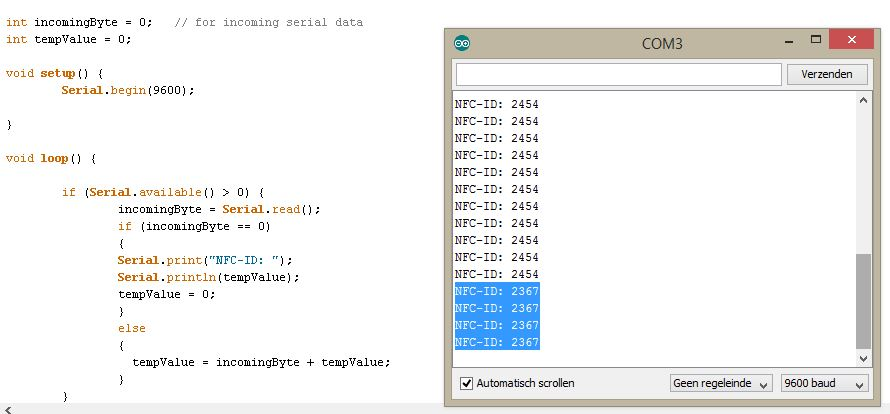 int incomingByte = 0;   // for incoming serial data
int tempValue = 0;
void setup() {
Serial.begin(9600);
}
void loop() {
if (Serial.available() > 0) {
incomingByte = Serial.read();
if (incomingByte == 0)
{
Serial.print("NFC-ID: ");
Serial.println(tempValue);
tempValue = 0;
}
else
{
tempValue = incomingByte + tempValue;
}
}
COM3
Verzenden
NFC-ID: 2454
NFC-ID: 2454
NFC-ID: 2454
NFC-ID: 2454
NFC-ID: 2454
NFC-ID: 2454
NFC-ID: 2454
NFC-ID: 2454
NFC-ID: 2454
NFC-ID: 2454
NFC-ID: 2454
NFC-ID: 2367
NFC-ID: 2367
NFC-ID: 2367
NFC-ID: 2367
Automatisch scrollen
Geen regeleinde
9600 baud